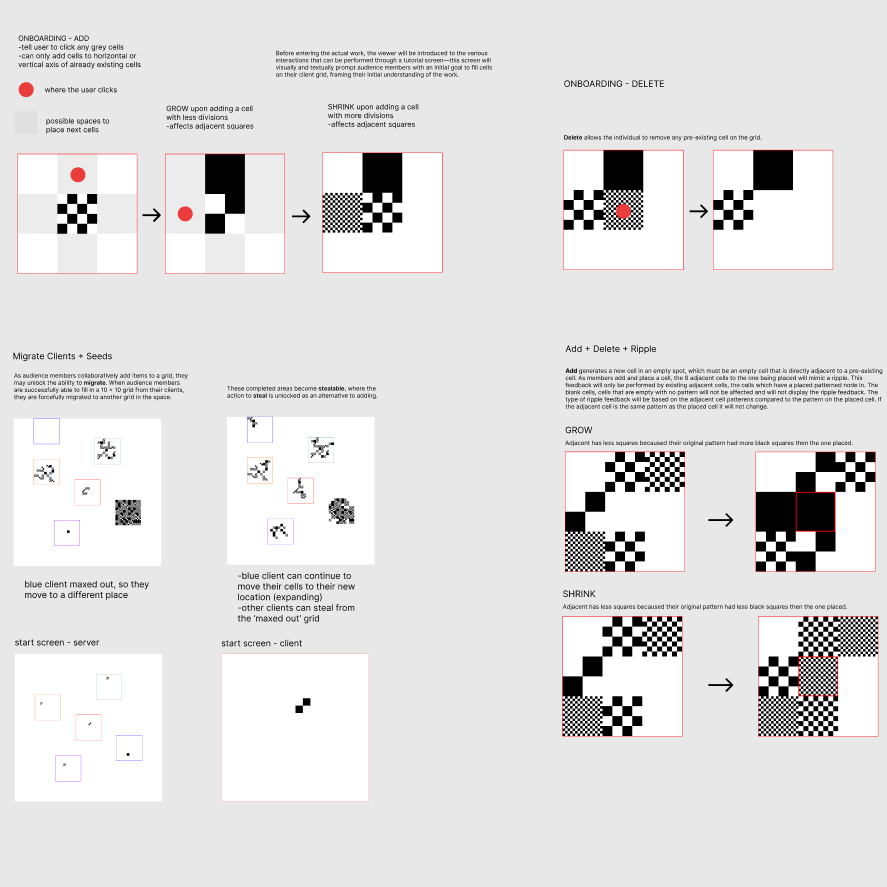 ONBOARDING - ADD
-tell user to click any grey cells
-can only add cells to horizontal or
vertical axis of already existing cells
where the user clicks
possible spaces to
place next cells
Before entering the actual work, the viewer will be introduced to the various
interactions that can be performed through a tutorial screen—this screen will
visually and textually prompt audience members with an initial goal to fill cells
on their client grid, framing their initial understanding of the work.
GROW upon adding a cell
with less divisions
-affects adjacent squares
SHRINK upon adding a cell
with more divisions
-affects adjacent squares
ONBOARDING - DELETE
Delete allows the individual to remove any pre-existing cell on the grid.
Migrate Clients + Seeds
As audience members collaboratively add items to a grid, they
may unlock the ability to migrate. When audience members
are successfully able to fill in a 10 × 10 grid from their clients,
they are forcefully migrated to another grid in the space.
These completed areas become stealable, where the
action to steal is unlocked as an alternative to adding.
blue client maxed out, so they
move to a different place
-blue client can continue to
move their cells to their new
location (expanding)
-other clients can steal from
the 'maxed out' grid
start screen - server
start screen - client
Add + Delete + Ripple
Add generates a new cell in an empty spot, which must be an empty cell that is directly adjacent to a pre-existing
cell. As members add and place a cell, the 8 adjacent cells to the one being placed will mimic a ripple. This
feedback will only be performed by existing adjacent cells, the cells which have a placed patterned node in. The
blank cells, cells that are empty with no pattern will not be affected and will not display the ripple feedback. The
type of ripple feedback will be based on the adjacent cell paterens compared to the pattern on the placed cell. If
the adjacent cell is the same pattern as the placed cell it will not change.
GROW
Adjacent has less squares becaused their original pattern had more black squares then the one placed.
SHRINK
Adjacent has less squares becaused their original pattern had less black squares then the one placed.